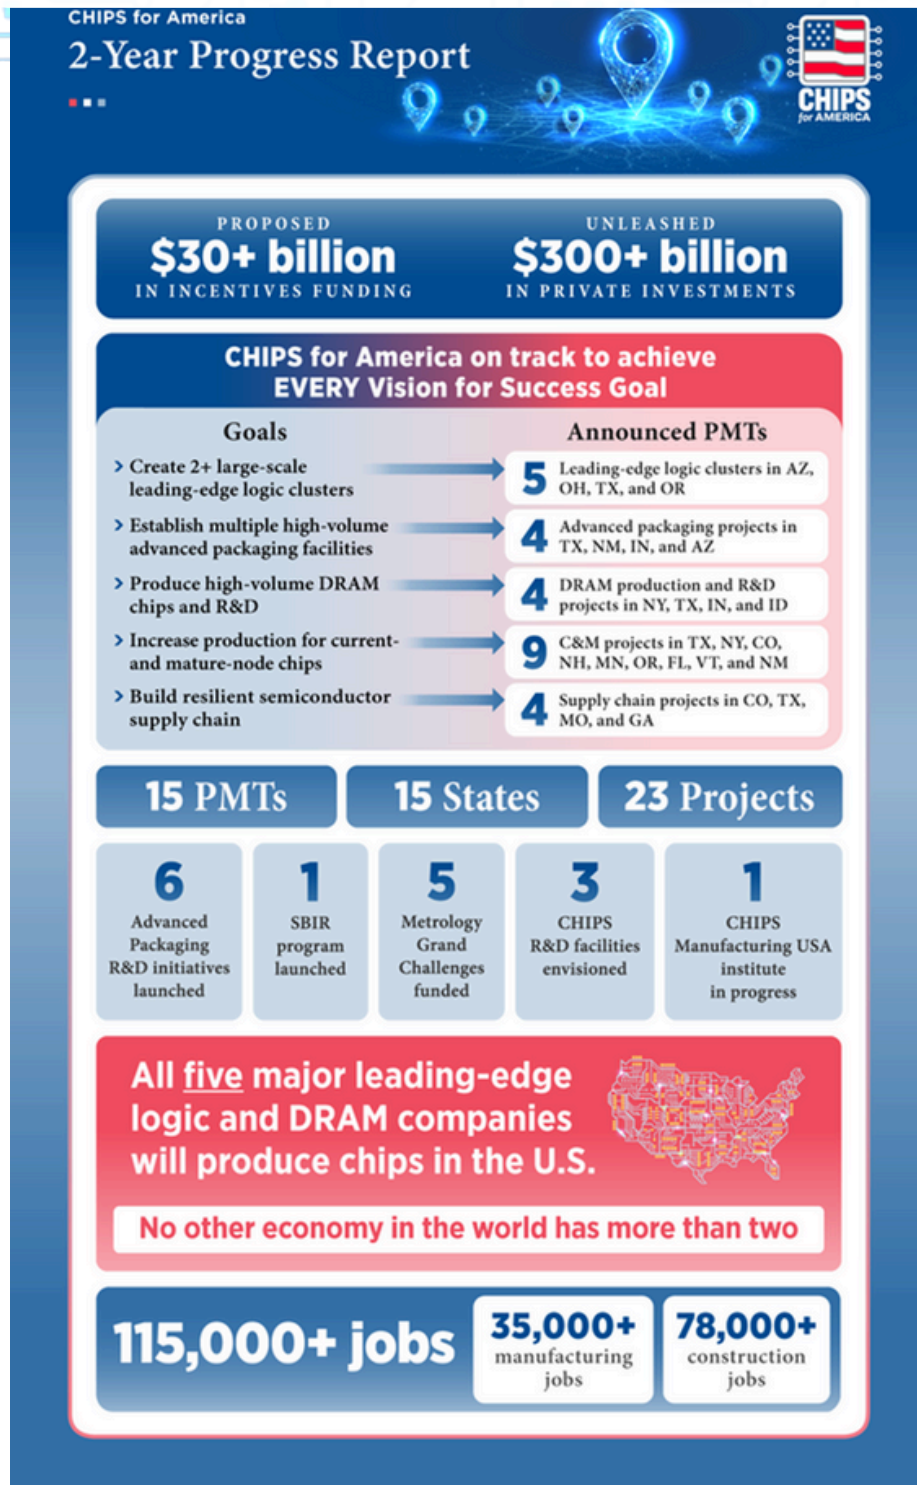 CHIPS for America
2-Year Progress Report
CHIPS
for AMERICA
PROPOSED
$30+ billion
IN INCENTIVES FUNDING
UNLEASHED
$300+ billion
IN PRIVATE INVESTMENTS
CHIPS for America on track to achieve
EVERY Vision for Success Goal
Goals
Announced PMTs
> Create 2+ large-scale
leading-edge logic clusters
5 Leading-edge logic clusters in AZ,
OH, TX, and OR
> Establish multiple high-volume
advanced packaging facilities
4 Advanced packaging projects in
TX, NM, IN, and AZ
> Produce high-volume DRAM
chips and R&D
4 DRAM production and R&D
projects in NY, TX, IN, and ID
> Increase production for current-
and mature-node chips
9 C&M projects in TX, NY, CO,
NH, MN, OR, FL, VT, and NM
> Build resilient semiconductor
supply chain
4 Supply chain projects in CO, TX,
MO, and GA
15 PMTs
15 States
23 Projects
6
Advanced
Packaging
R&D initiatives
launched
1
SBIR
program
launched
5
Metrology
Grand
Challenges
funded
3
CHIPS
R&D facilities
envisioned
1
CHIPS
Manufacturing USA
institute
in progress
All five major leading-edge
logic and DRAM companies
will produce chips in the U.S.
No other economy in the world has more than two
115,000+ jobs
35,000+
manufacturing
jobs
78,000+
construction
jobs